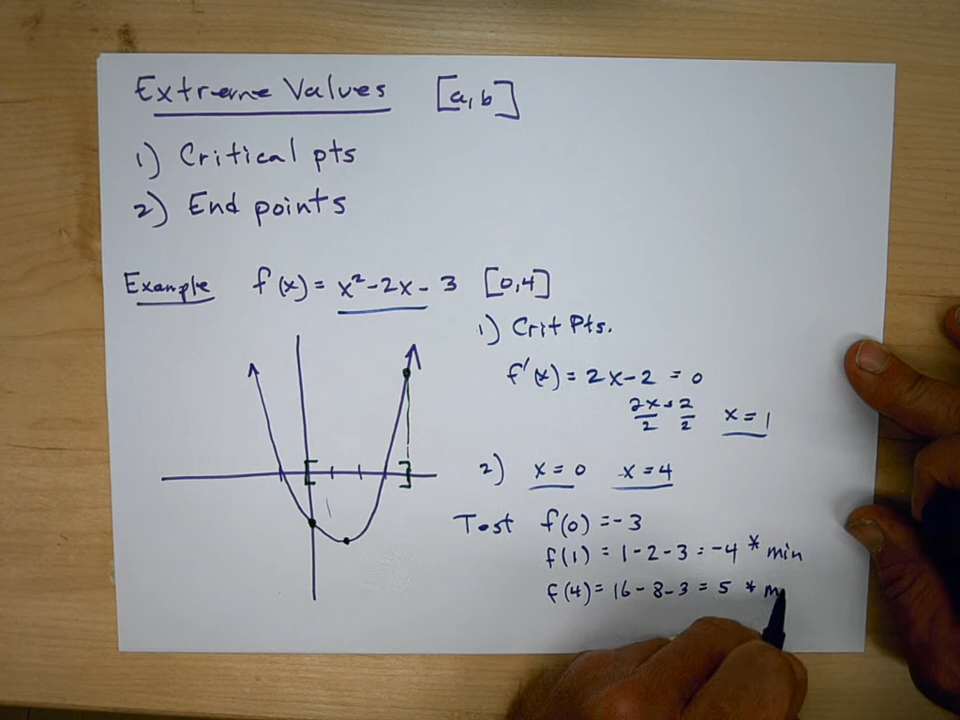 Extreme Values [a,b]
1) Critical pts
2) End points
Example f(x) = x²-2x-3 [0,4]
1) Crit Pts.
f'(x) = 2x-2 = 0
2x/2 = 2/2 x = 1
2) x = 0 x = 4
Test f(0) = -3
f(1) = 1-2-3 = -4 * min
f(4) = 16-8-3 = 5 * m